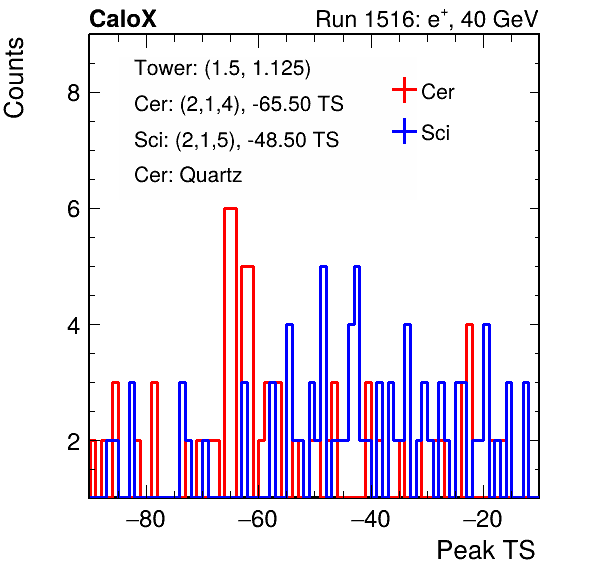 CaloX Run 1516: e⁺, 40 GeV
Counts
Tower: (1.5, 1.125)
Cer: (2,1,4), -65.50 TS
Sci: (2,1,5), -48.50 TS
Cer: Quartz
Cer
Sci
8
6
4
2
−80 −60 −40 −20
Peak TS